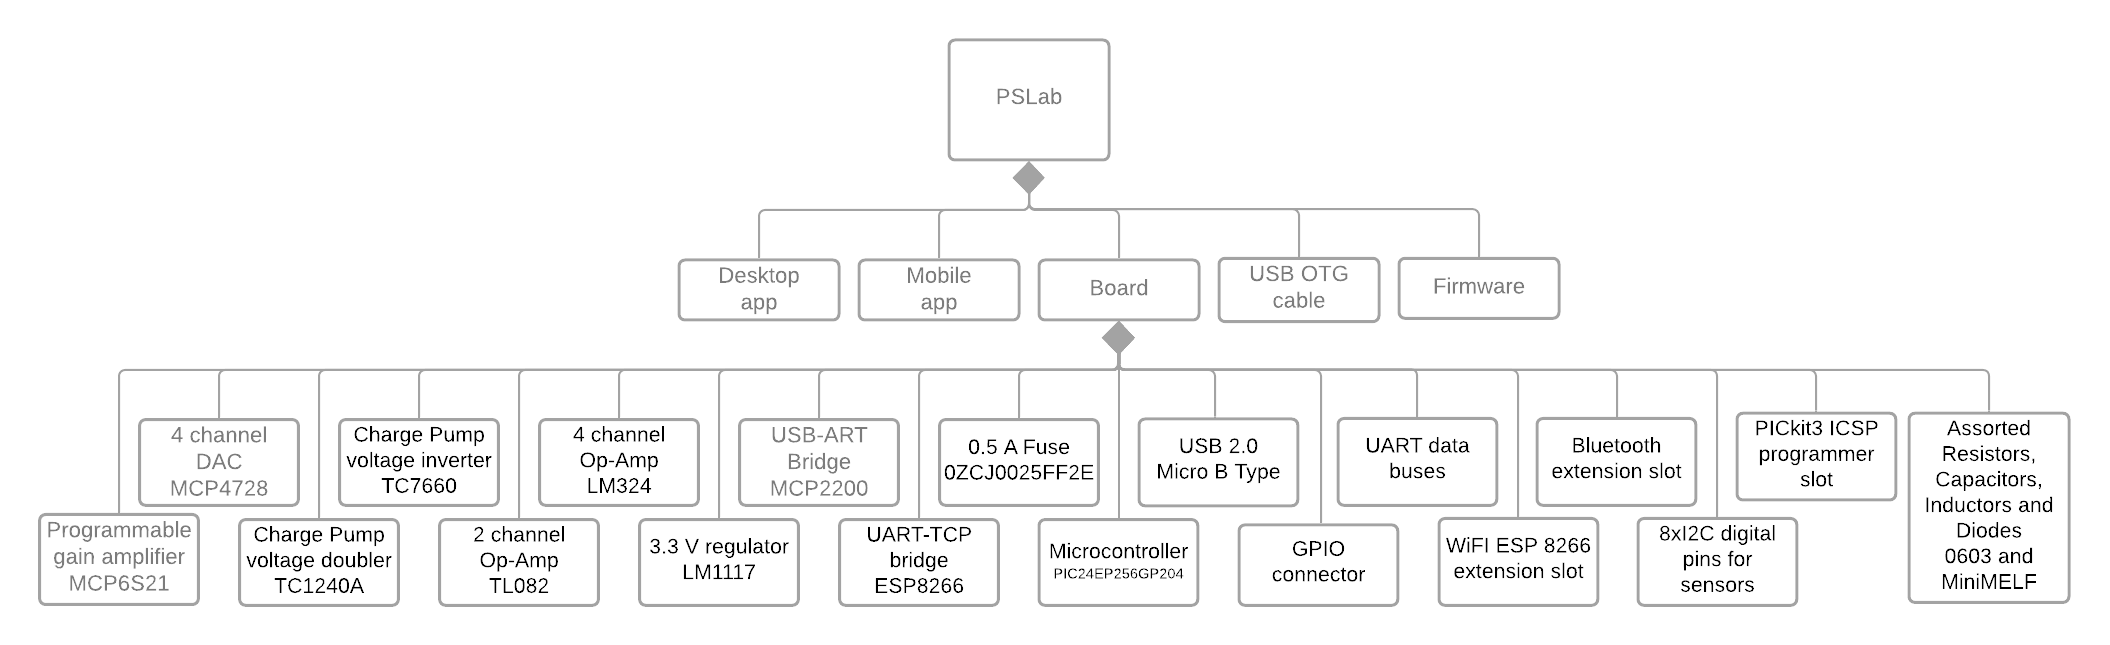 PSLab
Desktop
app
Mobile
app
Board
USB OTG
cable
Firmware
4 channel
DAC
MCP4728
Charge Pump
voltage inverter
TC7660
4 channel
Op-Amp
LM324
USB-ART
Bridge
MCP2200
0.5 A Fuse
0ZCJ0025FF2E
USB 2.0
Micro B Type
UART data
buses
Bluetooth
extension slot
PICkit3 ICSP
programmer
slot
Assorted
Resistors,
Capacitors,
Inductors and
Diodes
0603 and
MiniMELF
Programmable
gain amplifier
MCP6S21
Charge Pump
voltage doubler
TC1240A
2 channel
Op-Amp
TL082
3.3 V regulator
LM1117
UART-TCP
bridge
ESP8266
Microcontroller
PIC24EP256GP204
GPIO
connector
WiFI ESP 8266
extension slot
8xI2C digital
pins for
sensors